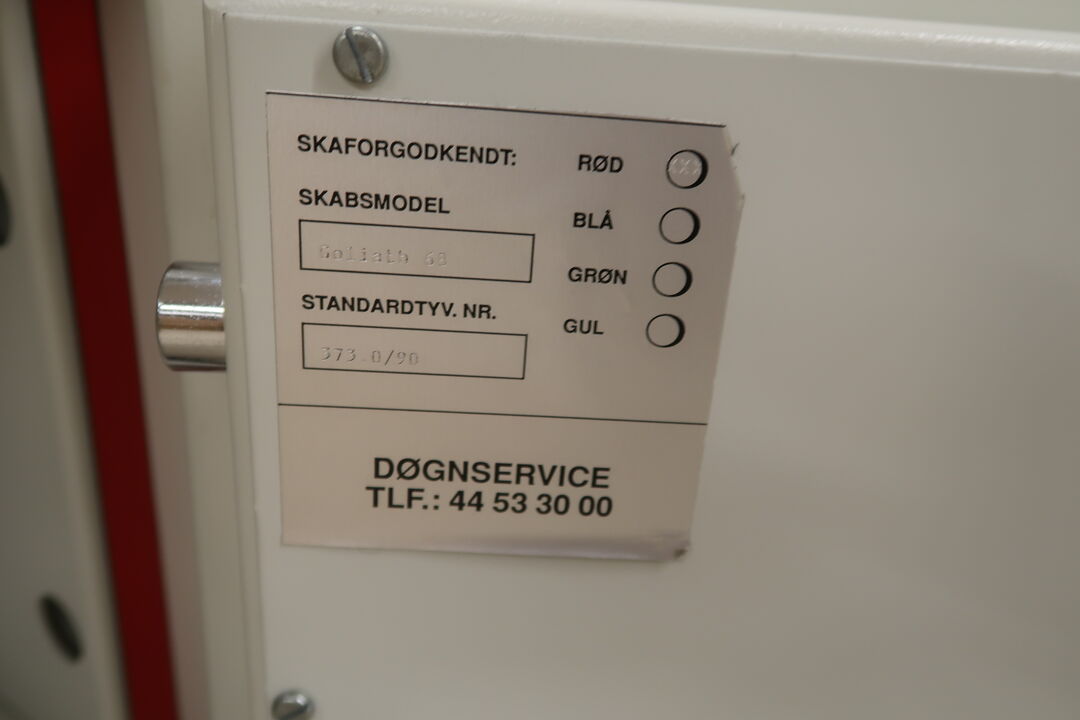 SKAFORGODKENDT:
RØD XXX
BLÅ
GRØN
GUL
SKABSMODEL
Goliath 68
STANDARDTYV. NR.
373.0/90
DØGNSERVICE
TLF.: 44 53 30 00